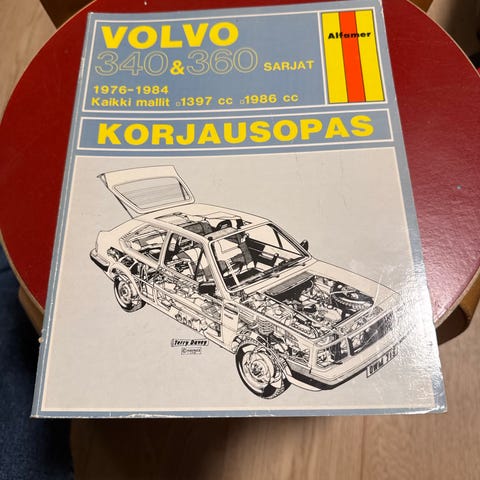 VOLVO
340 & 360 SARJAT
Alfamer
1976-1984
Kaikki mallit □1397 cc □1986 cc
KORJAUSOPAS
Terry Davey